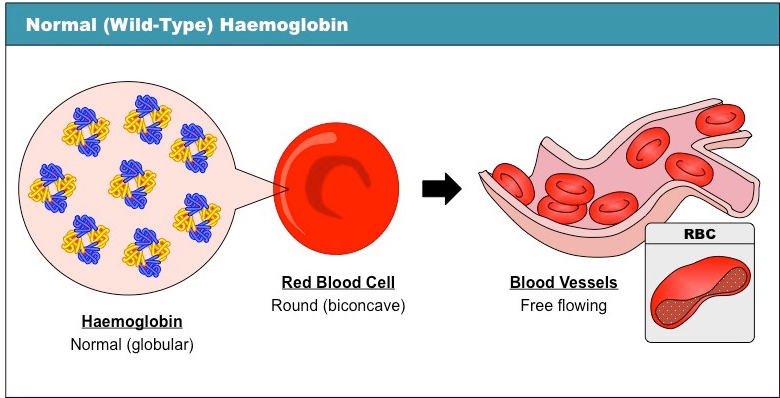 Normal (Wild-Type) Haemoglobin
Haemoglobin
Normal (globular)
Red Blood Cell
Round (biconcave)
Blood Vessels
Free flowing
RBC